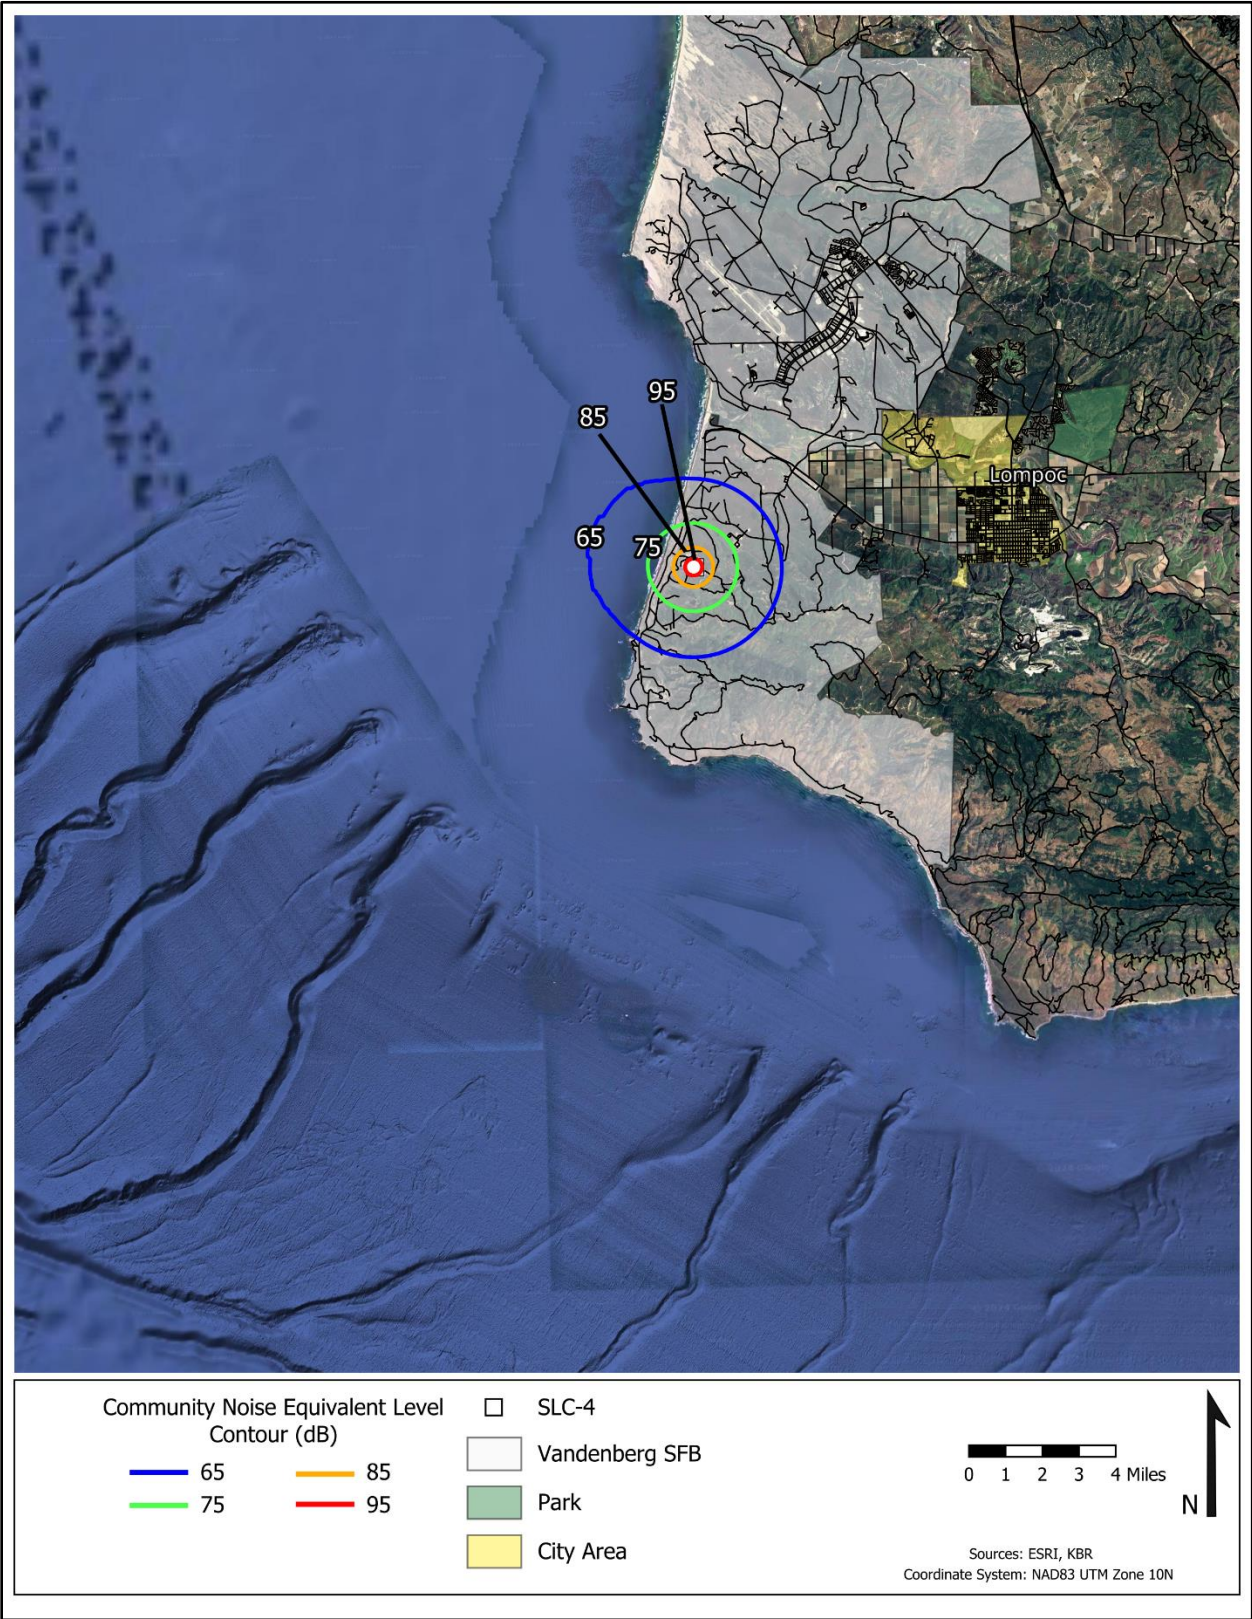 95
85
Lompoc
65
75
Community Noise Equivalent Level
Contour (dB)
65
85
75
95
SLC-4
Vandenberg SFB
Park
City Area
0 1 2 3 4 Miles
N
Sources: ESRI, KBR
Coordinate System: NAD83 UTM Zone 10N